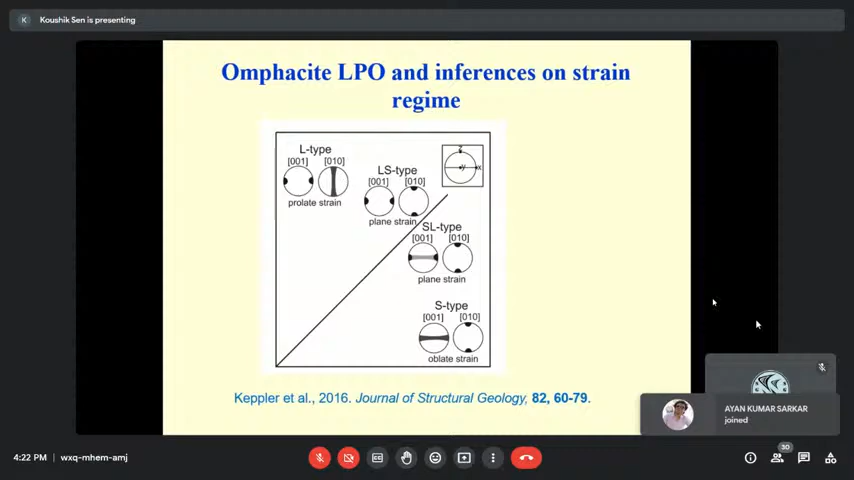 K Koushik Sen is presenting
Omphacite LPO and inferences on strain
regime
L-type
[001] [010]
prolate strain
LS-type
[001] [010]
plane strain
z
y x
SL-type
[001] [010]
plane strain
S-type
[001] [010]
oblate strain
Keppler et al., 2016. Journal of Structural Geology, 82, 60-79.
AYAN KUMAR SARKAR
joined
4:22 PM | wxq-mhem-amj
30